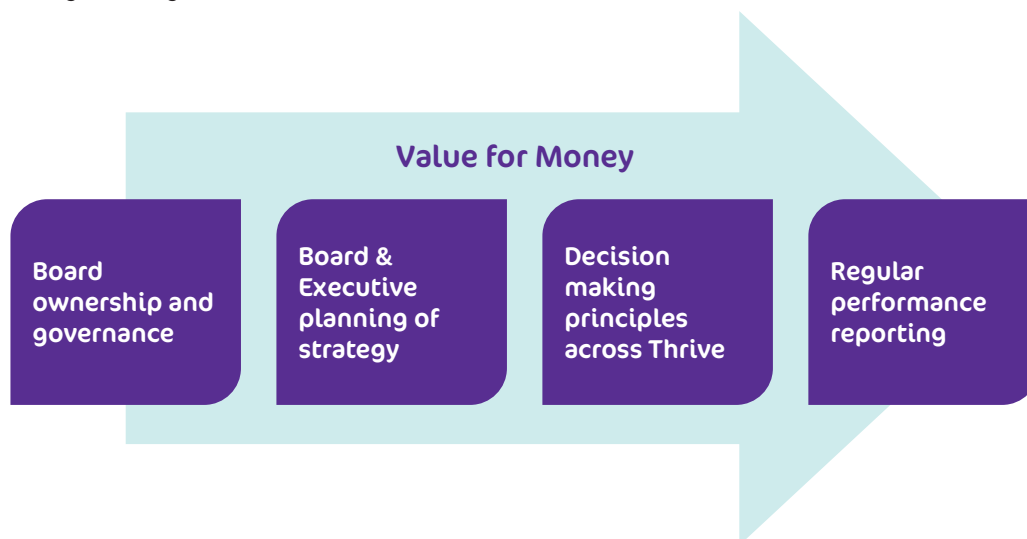 Value for Money
Board
ownership and
governance
Board &
Executive
planning of
strategy
Decision
making
principles
across Thrive
Regular
performance
reporting